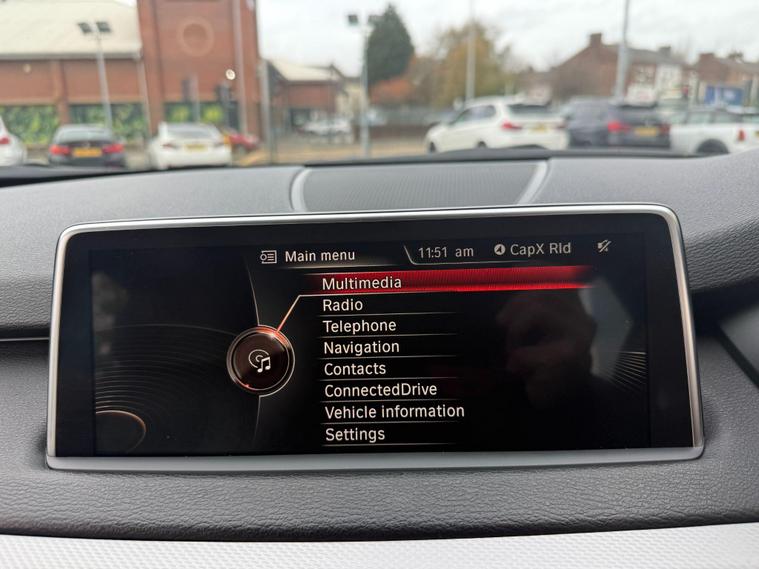 Main menu
11:51 am
CapX Rld
Multimedia
Radio
Telephone
Navigation
Contacts
ConnectedDrive
Vehicle information
Settings